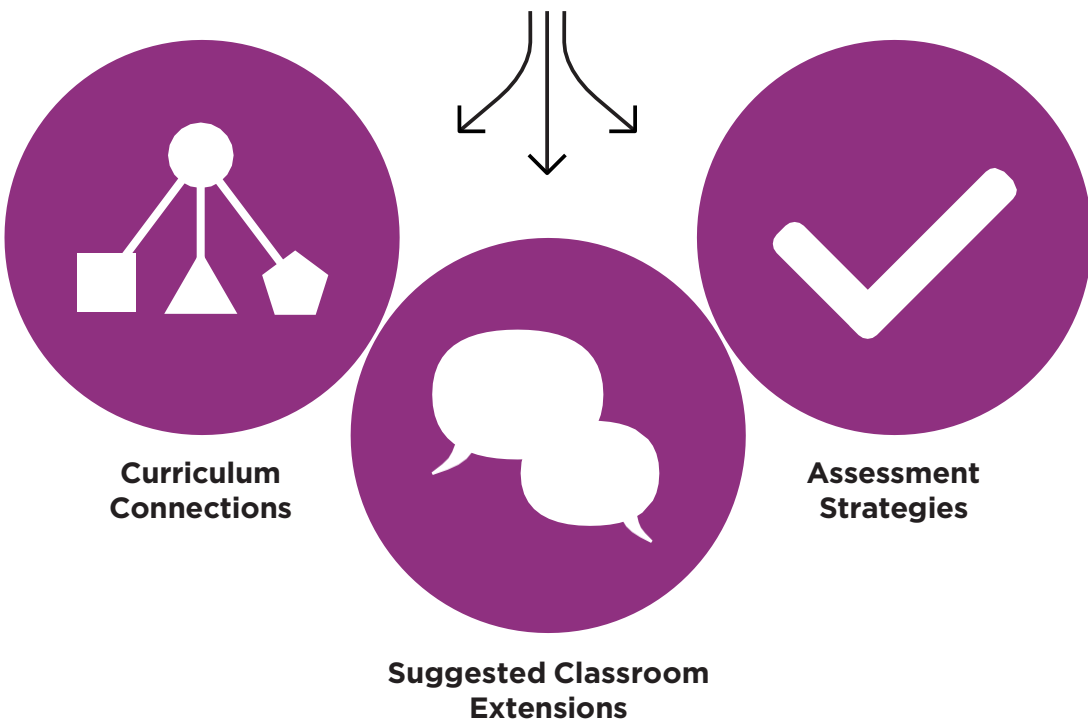 Curriculum
Connections
Suggested Classroom
Extensions
Assessment
Strategies